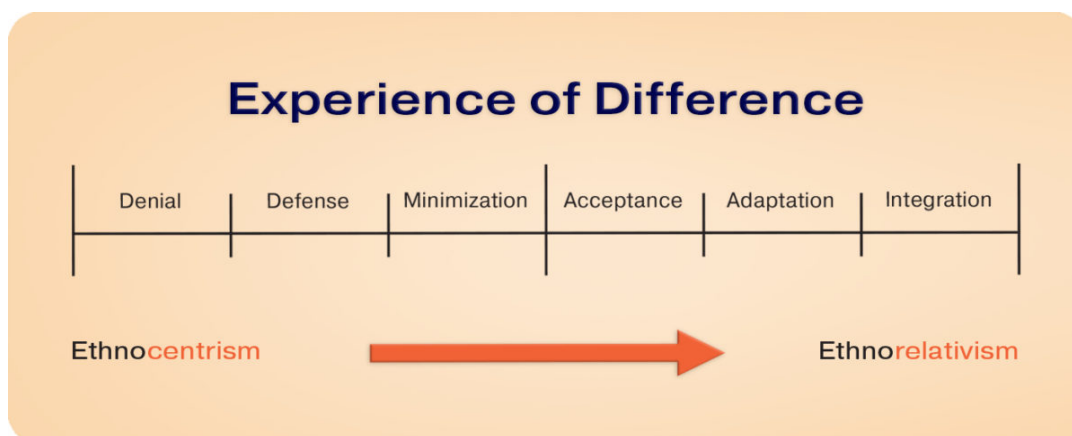 Experience of Difference
Denial Defense Minimization Acceptance Adaptation Integration
Ethnocentrism Ethnorelativism